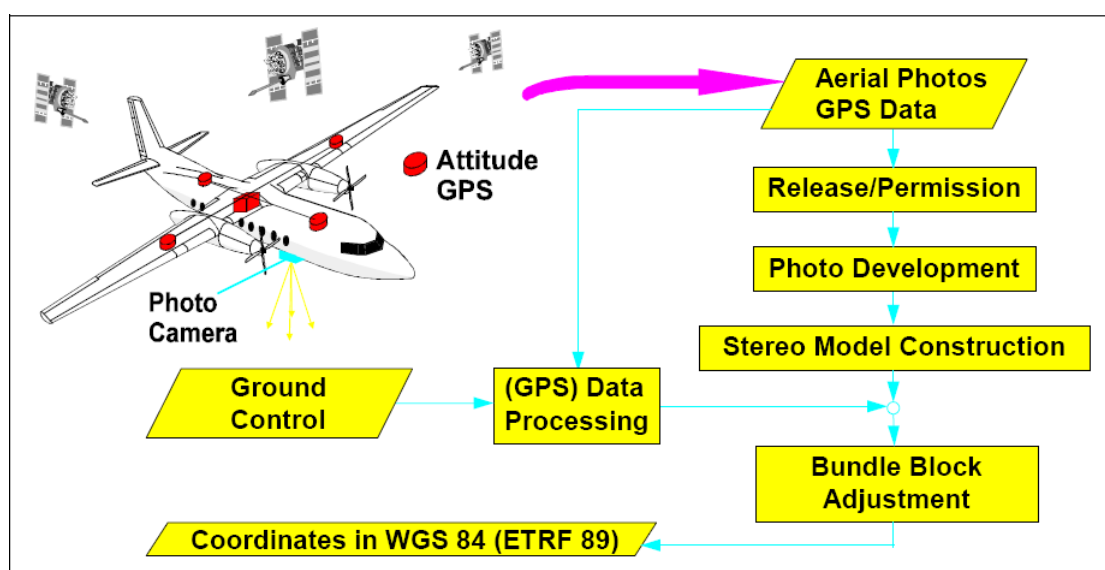 Aerial Photos
GPS Data
Attitude
GPS
Release/Permission
Photo Development
Photo
Camera
Stereo Model Construction
Ground
Control
(GPS) Data
Processing
Bundle Block
Adjustment
Coordinates in WGS 84 (ETRF 89)